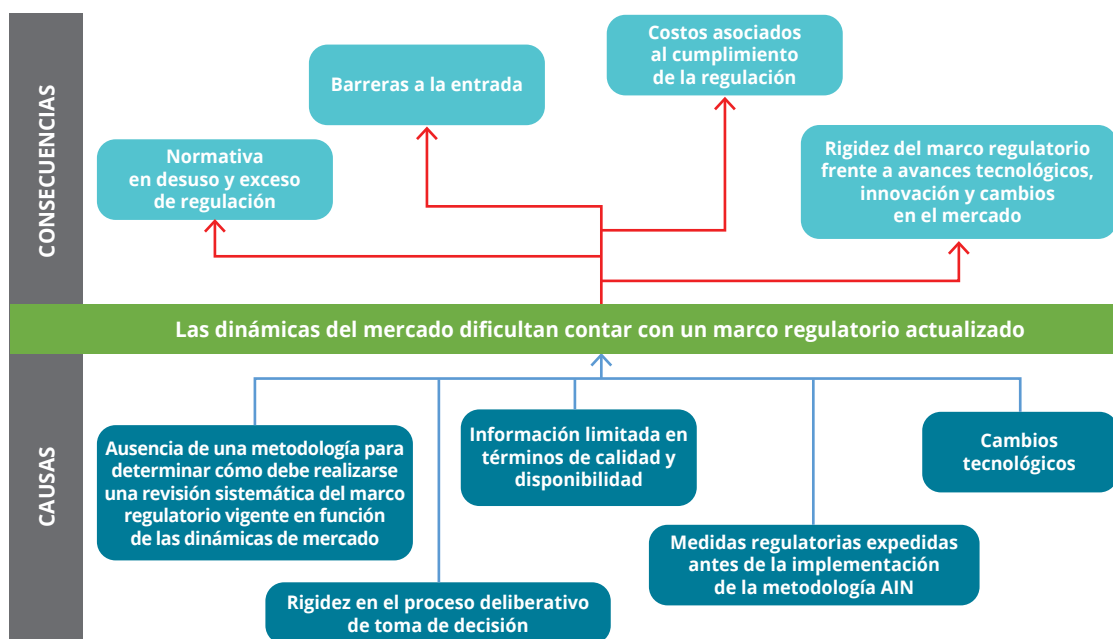 CONSECUENCIAS
Costos asociados
al cumplimiento
de la regulación
Barreras a la entrada
Normativa
en desuso y exceso
de regulación
Rigidez del marco regulatorio
frente a avances tecnológicos,
innovación y cambios
en el mercado
Las dinámicas del mercado dificultan contar con un marco regulatorio actualizado
CAUSAS
Ausencia de una metodología para
determinar cómo debe realizarse
una revisión sistemática del marco
regulatorio vigente en función
de las dinámicas de mercado
Rigidez en el proceso deliberativo
de toma de decisión
Información limitada en
términos de calidad y
disponibilidad
Medidas regulatorias expedidas
antes de la implementación
de la metodología AIN
Cambios
tecnológicos